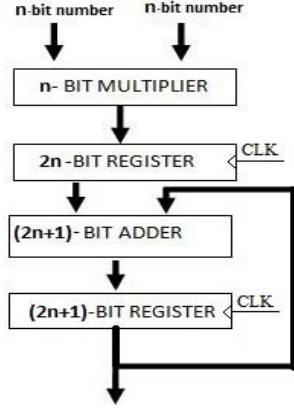 n-bit number n-bit number
n- BIT MULTIPLIER
2n -BIT REGISTER CLK
(2n+1)- BIT ADDER
(2n+1)-BIT REGISTER CLK